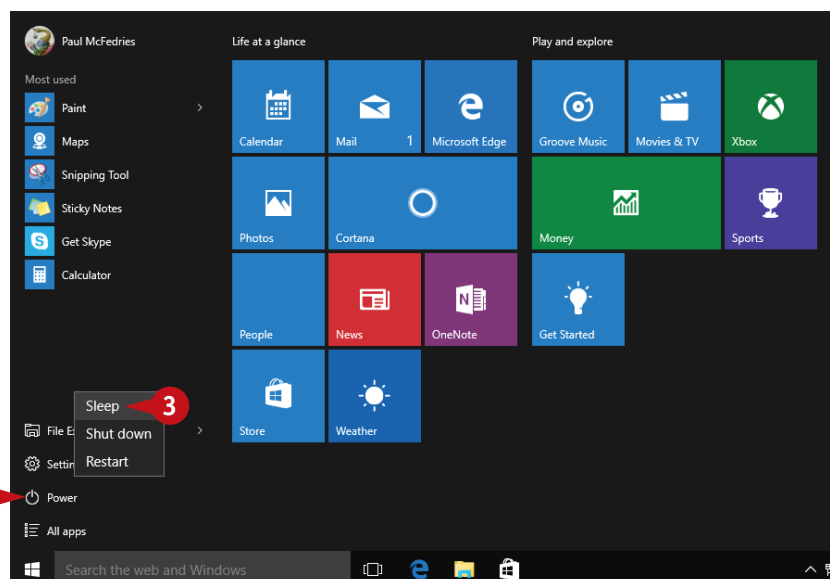 Paul McFedries
Most used
Paint
Maps
Snipping Tool
Sticky Notes
Get Skype
Calculator
Sleep
3
Shut down
Restart
File E
Settin
Power
All apps
Search the web and Windows
Life at a glance
Calendar
Mail 1
Microsoft Edge
Photos
Cortana
People
News
OneNote
Store
Weather
Play and explore
Groove Music
Movies & TV
Xbox
Money
Sports
Get Started